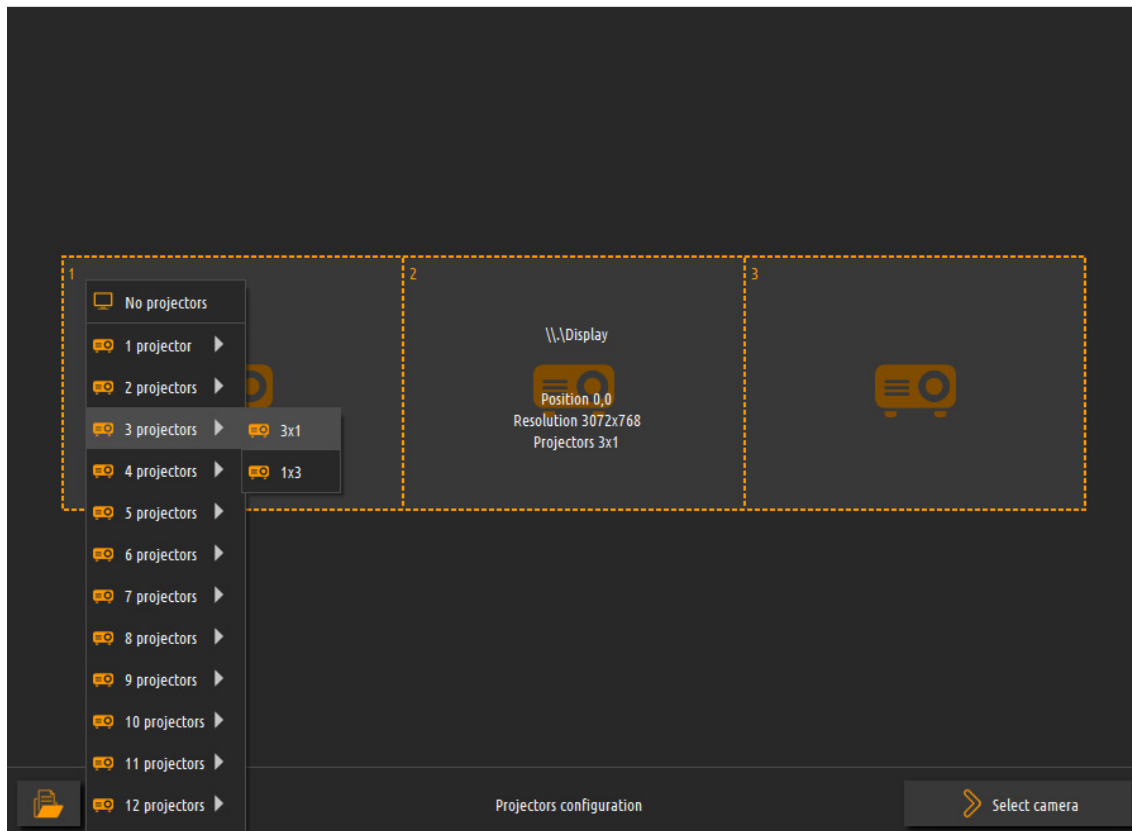 1
2
3
No projectors
1 projector
2 projectors
3 projectors
3x1
4 projectors
1x3
5 projectors
6 projectors
7 projectors
8 projectors
9 projectors
10 projectors
11 projectors
12 projectors
\\.\Display
Position 0,0
Resolution 3072x768
Projectors 3x1
Projectors configuration
Select camera